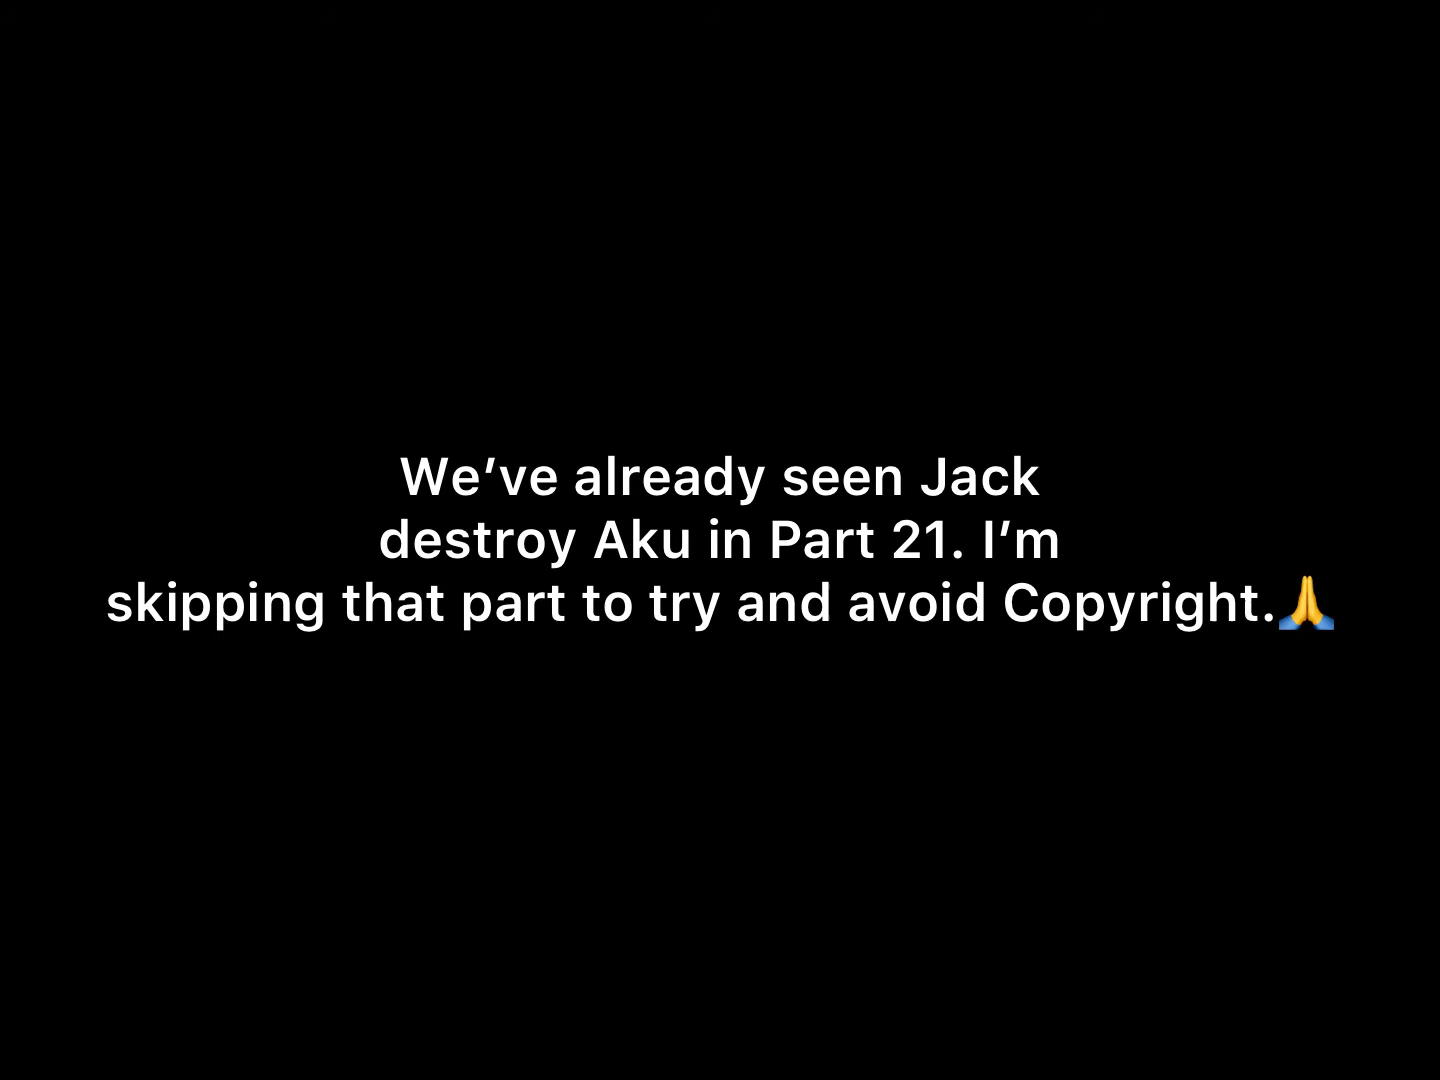 We’ve already seen Jack
destroy Aku in Part 21. I’m
skipping that part to try and avoid Copyright.🙏